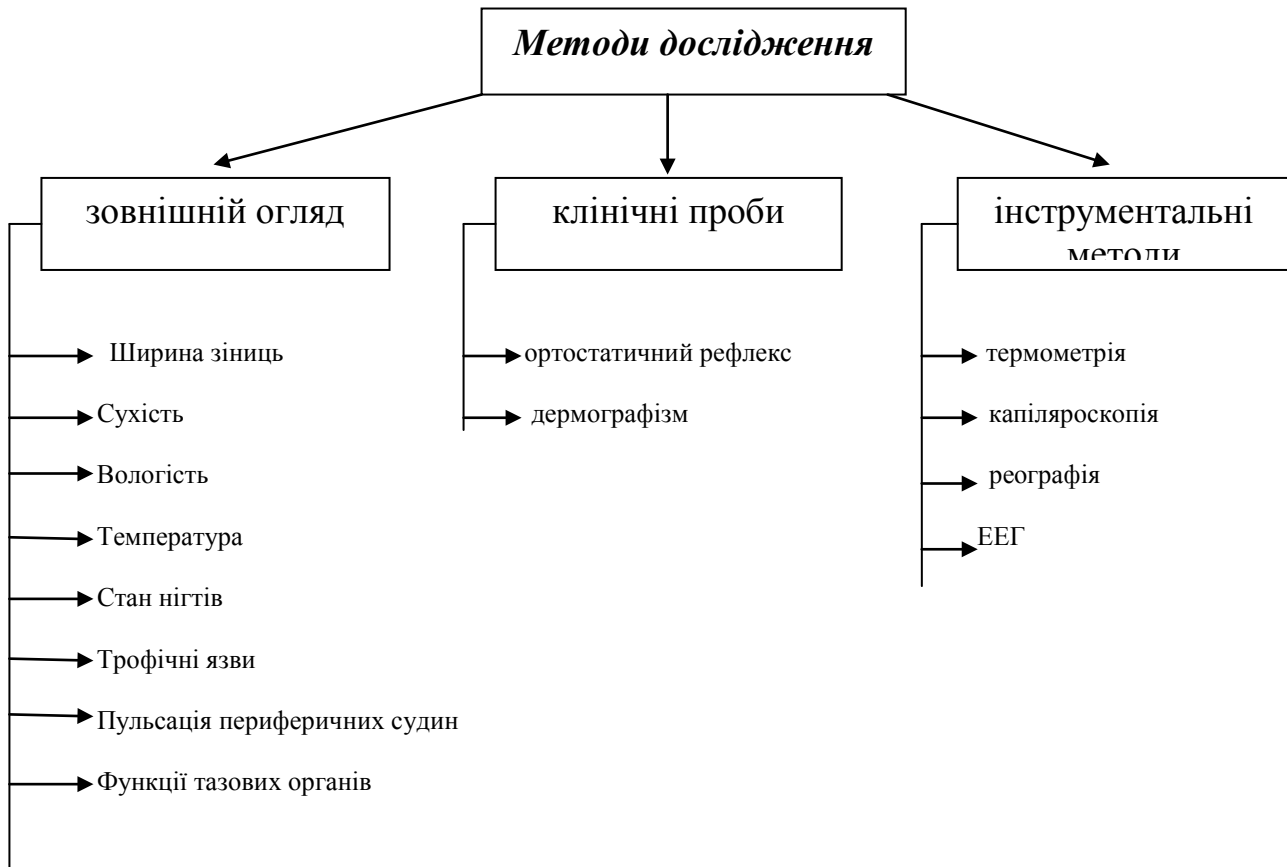 Методи дослідження
зовнішній огляд
Ширина зіниць
Сухість
Вологість
Температура
Стан нігтів
Трофічні язви
Пульсація периферичних судин
Функції тазових органів
клінічні проби
ортостатичний рефлекс
дермографізм
інструментальні
методи
термометрія
капіляроскопія
реографія
ЕЕГ